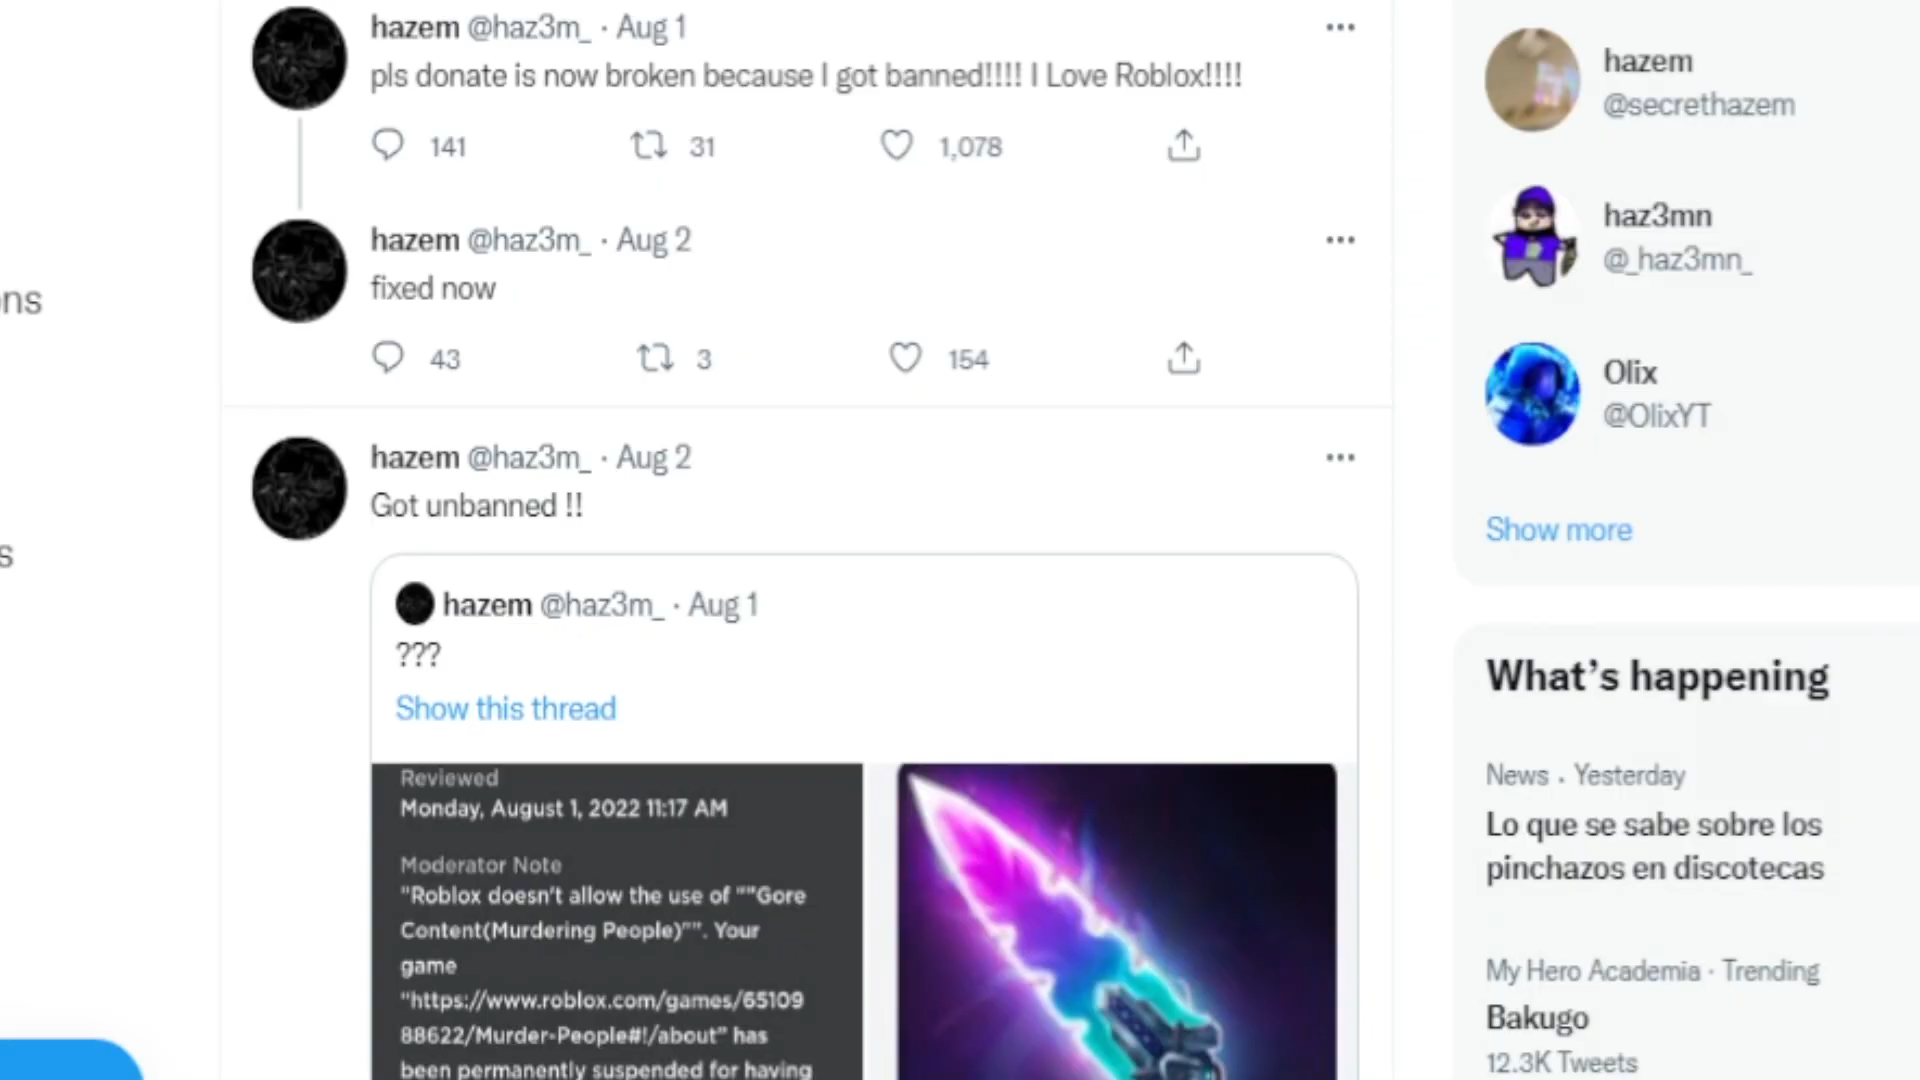 hazem @haz3m_ · Aug 1
pls donate is now broken because I got banned!!!! I Love Roblox!!!!
141 31 1,078
hazem @haz3m_ · Aug 2
fixed now
43 3 154
hazem @haz3m_ · Aug 2
Got unbanned !!
hazem @haz3m_ · Aug 1
???
Show this thread
Reviewed
Monday, August 1, 2022 11:17 AM
Moderator Note
"Roblox doesn't allow the use of ""Gore
Content(Murdering People)"". Your
game
"https://www.roblox.com/games/65109
88622/Murder-People#!/about" has
been permanently suspended for having
ons
s
hazem
@secrethazem
haz3mn
@_haz3mn_
Olix
@OlixYT
Show more
What's happening
News · Yesterday
Lo que se sabe sobre los
pinchazos en discotecas
My Hero Academia · Trending
Bakugo
12.3K Tweets